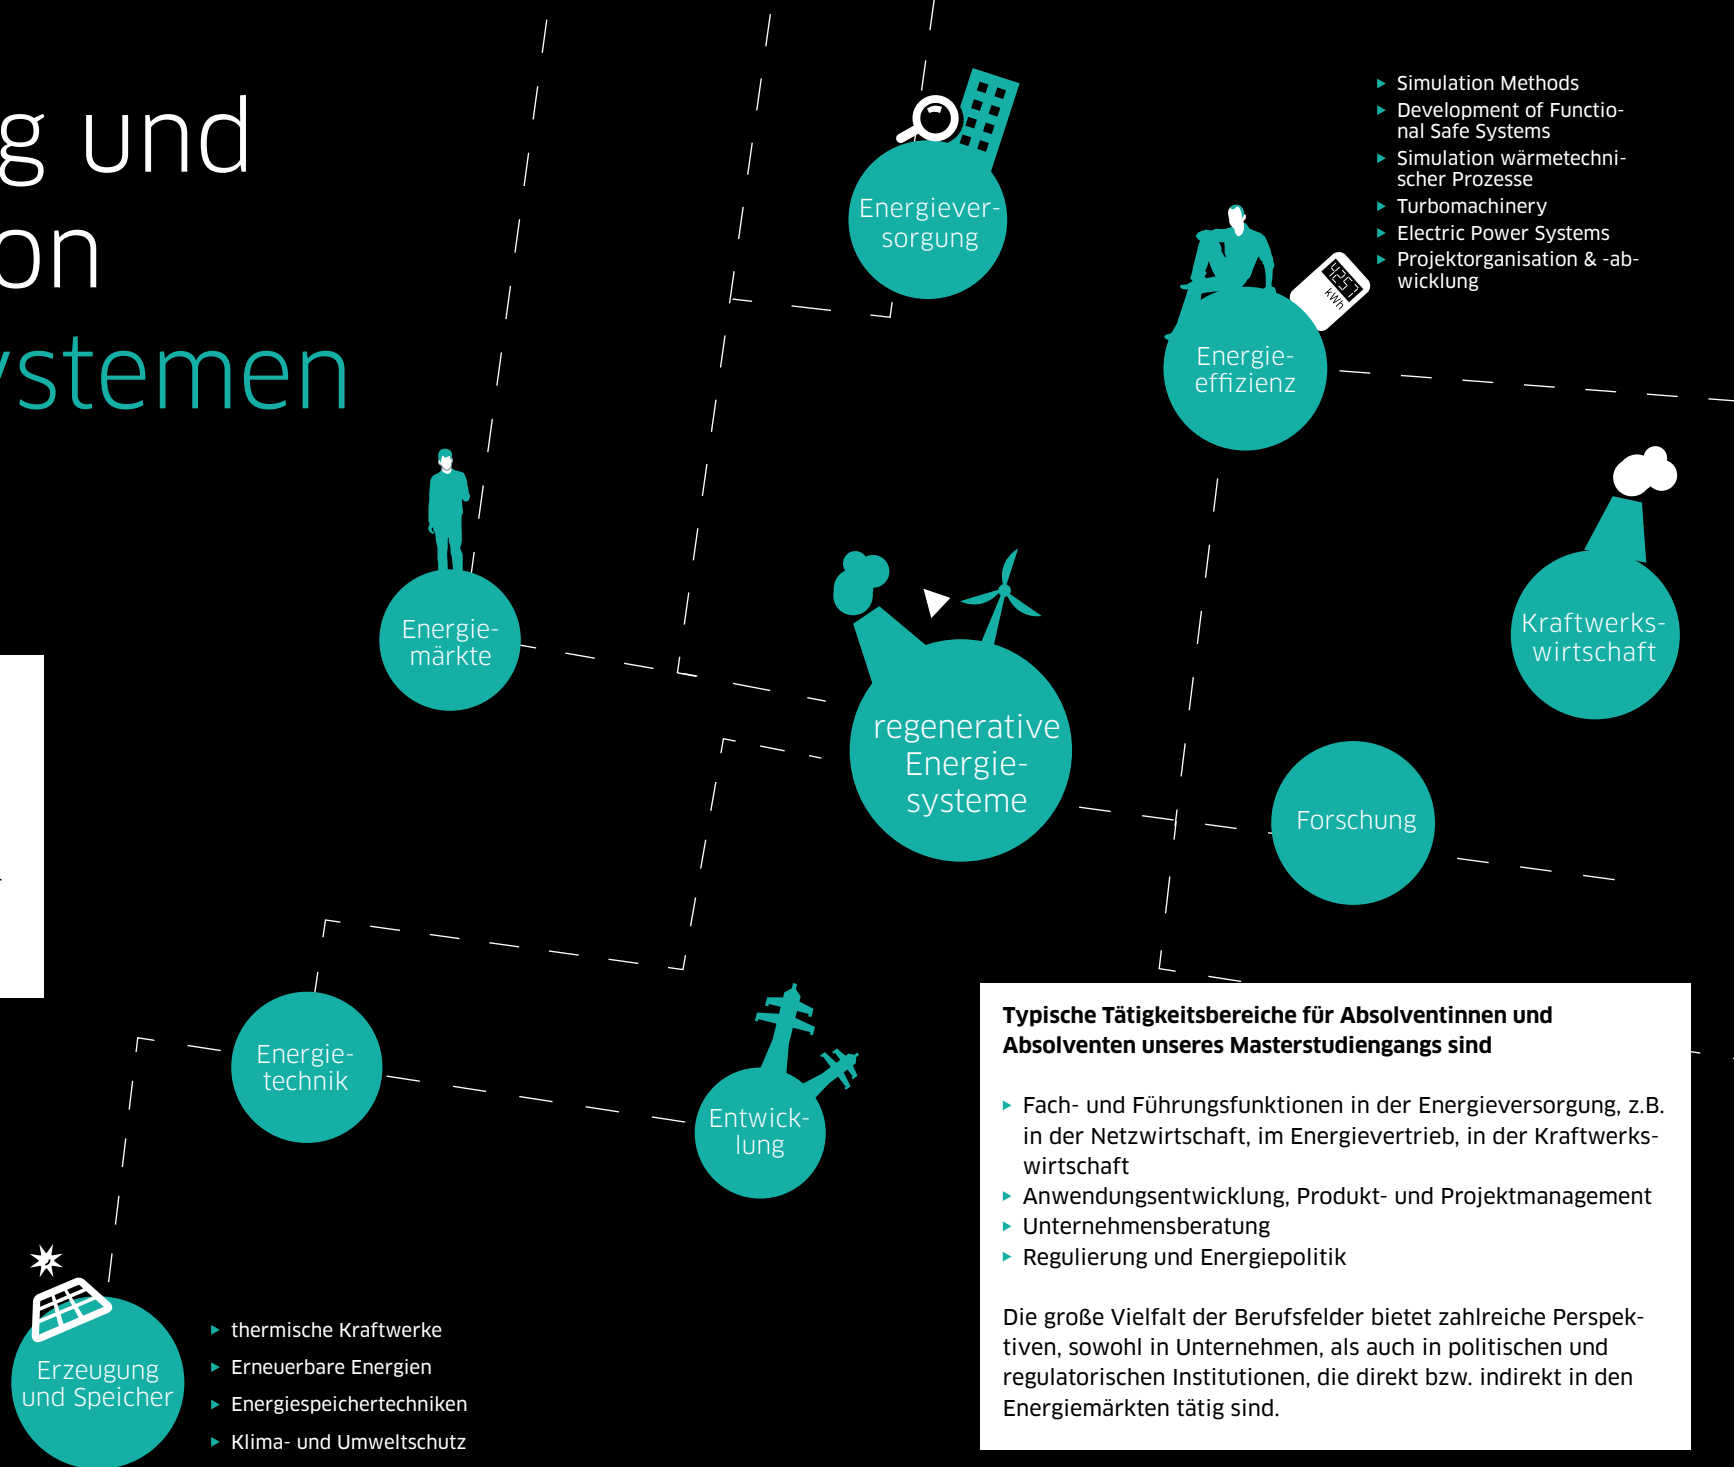 g und
on
ystemen
Energiever-
sorgung
▸ Simulation Methods
▸ Development of Functio-
nal Safe Systems
▸ Simulation wärmetechni-
scher Prozesse
▸ Turbomachinery
▸ Electric Power Systems
▸ Projektorganisation & -ab-
wicklung
4257
kWh
Energie-
effizienz
Energie-
märkte
Kraftwerks-
wirtschaft
regenerative
Energie-
systeme
Forschung
Energie-
technik
Entwick-
lung
Erzeugung
und Speicher
▸ thermische Kraftwerke
▸ Erneuerbare Energien
▸ Energiespeichertechniken
▸ Klima- und Umweltschutz
Typische Tätigkeitsbereiche für Absolventinnen und
Absolventen unseres Masterstudiengangs sind
▸ Fach- und Führungsfunktionen in der Energieversorgung, z.B.
in der Netzwirtschaft, im Energievertrieb, in der Kraftwerks-
wirtschaft
▸ Anwendungsentwicklung, Produkt- und Projektmanagement
▸ Unternehmensberatung
▸ Regulierung und Energiepolitik
Die große Vielfalt der Berufsfelder bietet zahlreiche Perspek-
tiven, sowohl in Unternehmen, als auch in politischen und
regulatorischen Institutionen, die direkt bzw. indirekt in den
Energiemärkten tätig sind.